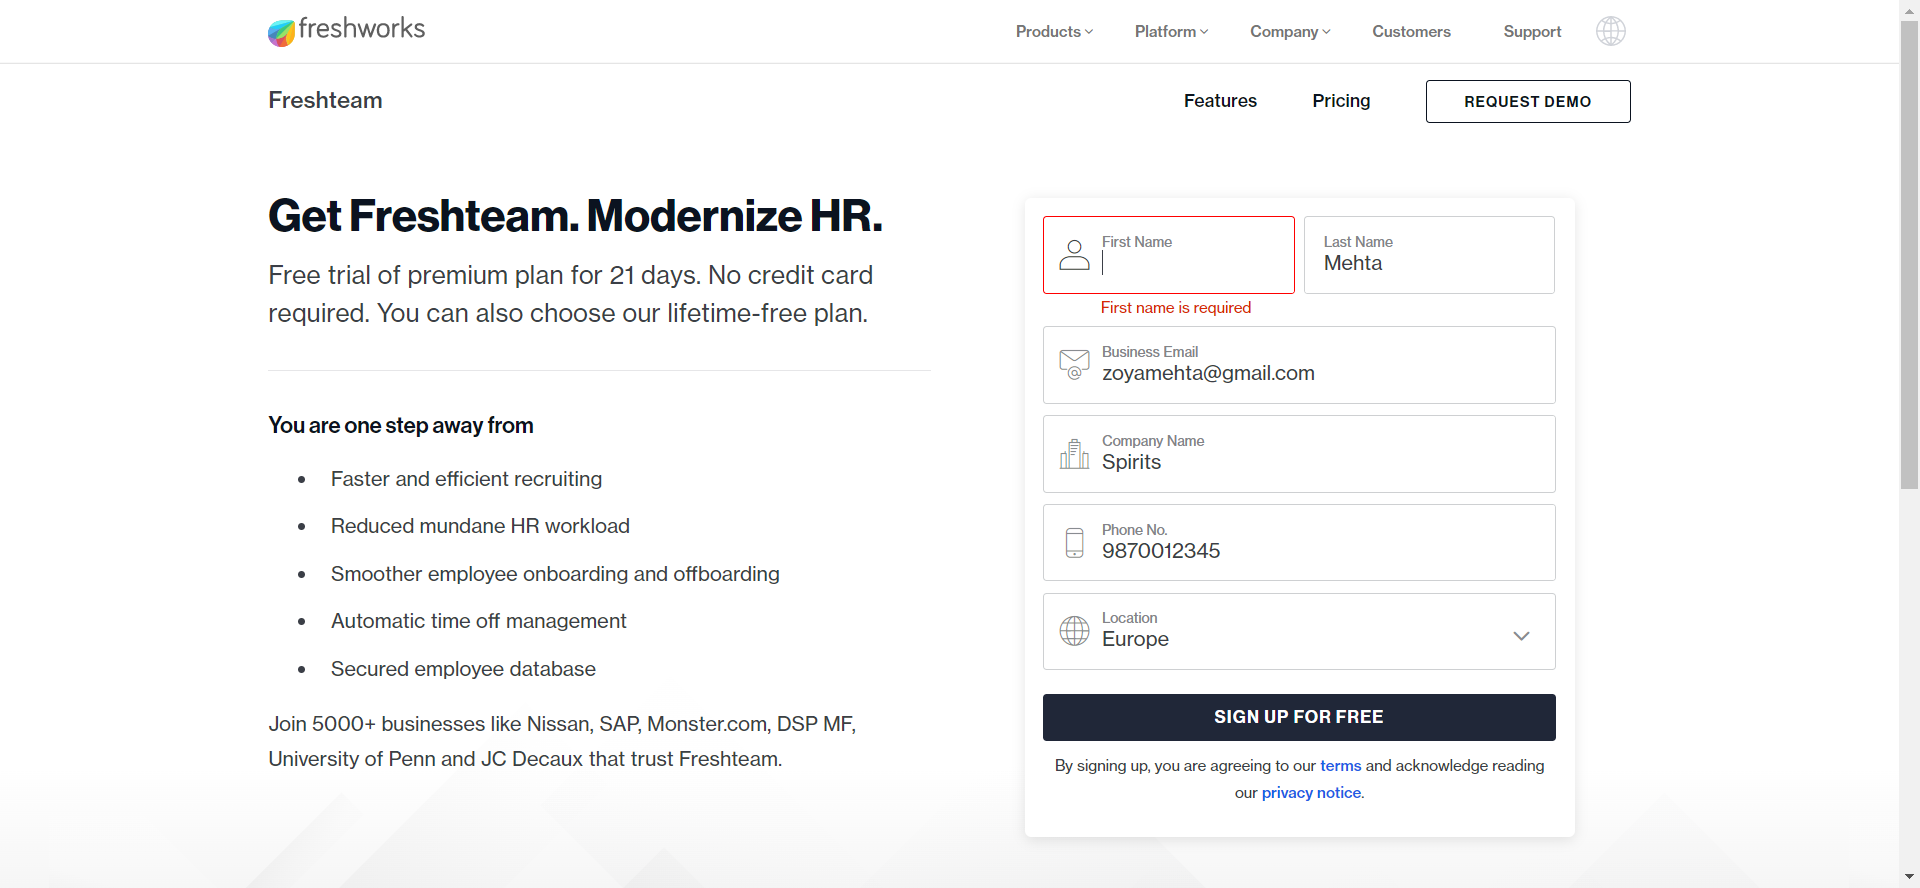 freshworks
Products
Platform
Company
Customers
Support
Freshteam
Features
Pricing
REQUEST DEMO
Get Freshteam. Modernize HR.
Free trial of premium plan for 21 days. No credit card
required. You can also choose our lifetime-free plan.
You are one step away from
Faster and efficient recruiting
Reduced mundane HR workload
Smoother employee onboarding and offboarding
Automatic time off management
Secured employee database
Join 5000+ businesses like Nissan, SAP, Monster.com, DSP MF,
University of Penn and JC Decaux that trust Freshteam.
First Name
Last Name
Mehta
First name is required
Business Email
zoyamehta@gmail.com
Company Name
Spirits
Phone No.
9870012345
Location
Europe
SIGN UP FOR FREE
By signing up, you are agreeing to our terms and acknowledge reading
our privacy notice.